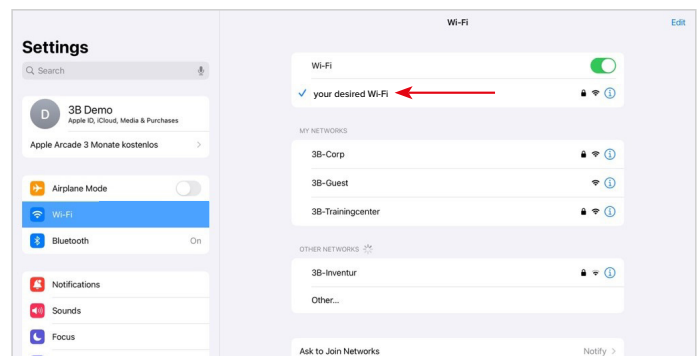 Wi-Fi
Edit
Settings
Search
D
3B Demo
Apple ID, iCloud, Media & Purchases
Apple Arcade 3 Monate kostenlos
Airplane Mode
Wi-Fi
Bluetooth On
Notifications
Sounds
Focus
Wi-Fi
your desired Wi-Fi
MY NETWORKS
3B-Corp
3B-Guest
3B-Trainingcenter
OTHER NETWORKS
3B-Inventur
Other...
Ask to Join Networks Notify